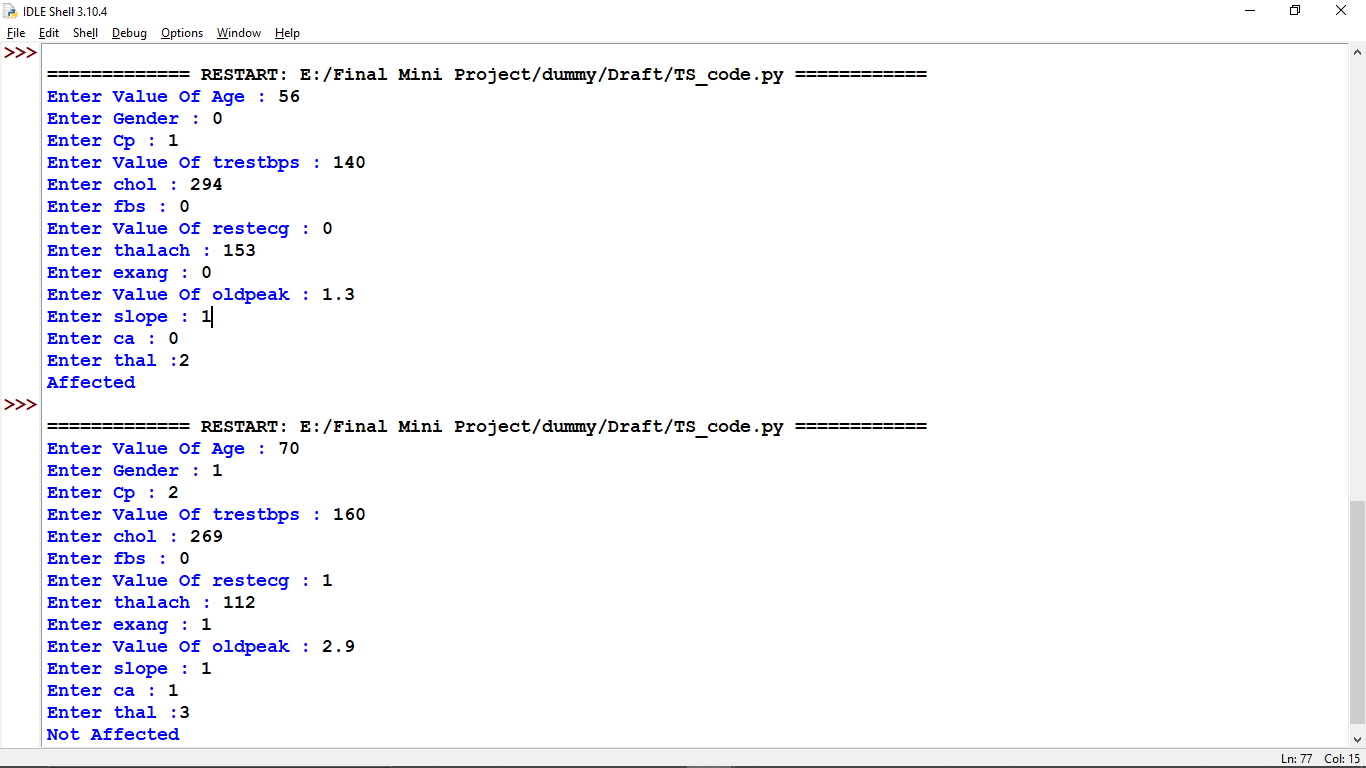 IDLE Shell 3.10.4
File Edit Shell Debug Options Window Help
>>>
============= RESTART: E:/Final Mini Project/dummy/Draft/TS_code.py ============
Enter Value Of Age : 56
Enter Gender : 0
Enter Cp : 1
Enter Value Of trestbps : 140
Enter chol : 294
Enter fbs : 0
Enter Value Of restecg : 0
Enter thalach : 153
Enter exang : 0
Enter Value Of oldpeak : 1.3
Enter slope : 1
Enter ca : 0
Enter thal :2
Affected
>>>
============= RESTART: E:/Final Mini Project/dummy/Draft/TS_code.py ============
Enter Value Of Age : 70
Enter Gender : 1
Enter Cp : 2
Enter Value Of trestbps : 160
Enter chol : 269
Enter fbs : 0
Enter Value Of restecg : 1
Enter thalach : 112
Enter exang : 1
Enter Value Of oldpeak : 2.9
Enter slope : 1
Enter ca : 1
Enter thal :3
Not Affected
Ln: 77 Col: 15